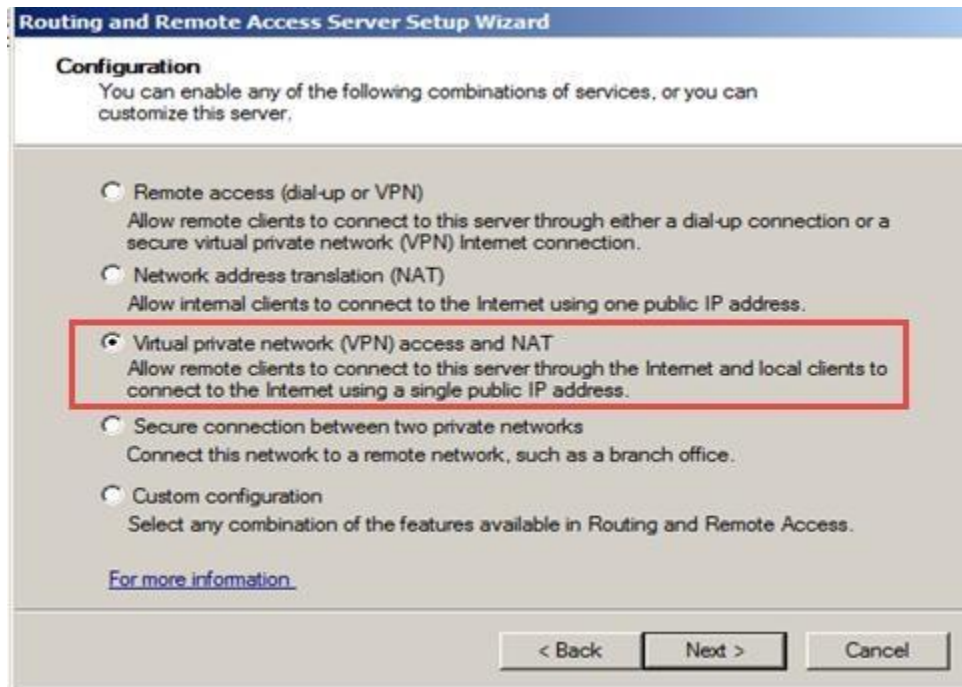 Routing and Remote Access Server Setup Wizard
Configuration
You can enable any of the following combinations of services, or you can
customize this server.
Remote access (dial-up or VPN)
Allow remote clients to connect to this server through either a dial-up connection or a
secure virtual private network (VPN) Internet connection.
Network address translation (NAT)
Allow internal clients to connect to the Internet using one public IP address.
Virtual private network (VPN) access and NAT
Allow remote clients to connect to this server through the Internet and local clients to
connect to the Internet using a single public IP address.
Secure connection between two private networks
Connect this network to a remote network, such as a branch office.
Custom configuration
Select any combination of the features available in Routing and Remote Access.
For more information
< Back Next > Cancel